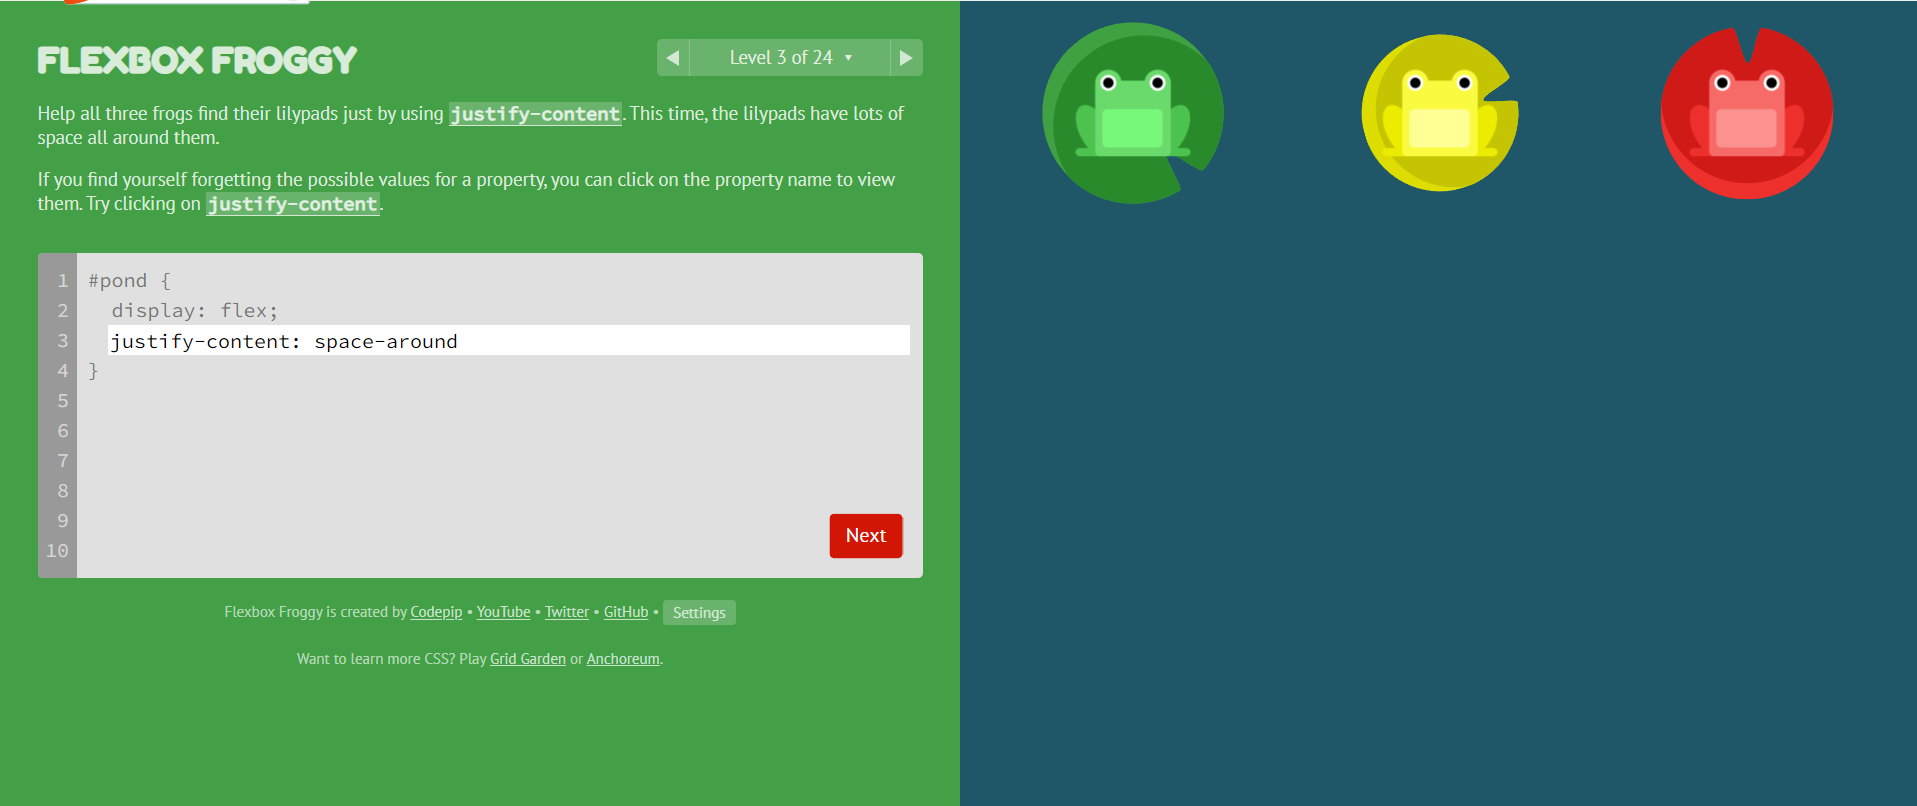 FLEXBOX FROGGY
Level 3 of 24 ▼
Help all three frogs find their lilypads just by using justify-content. This time, the lilypads have lots of
space all around them.
If you find yourself forgetting the possible values for a property, you can click on the property name to view
them. Try clicking on justify-content.
1 #pond {
2 display: flex;
3 justify-content: space-around
4 }
5
6
7
8
9
10
Next
Flexbox Froggy is created by Codepip • YouTube • Twitter • GitHub • Settings
Want to learn more CSS? Play Grid Garden or Anchoreum.